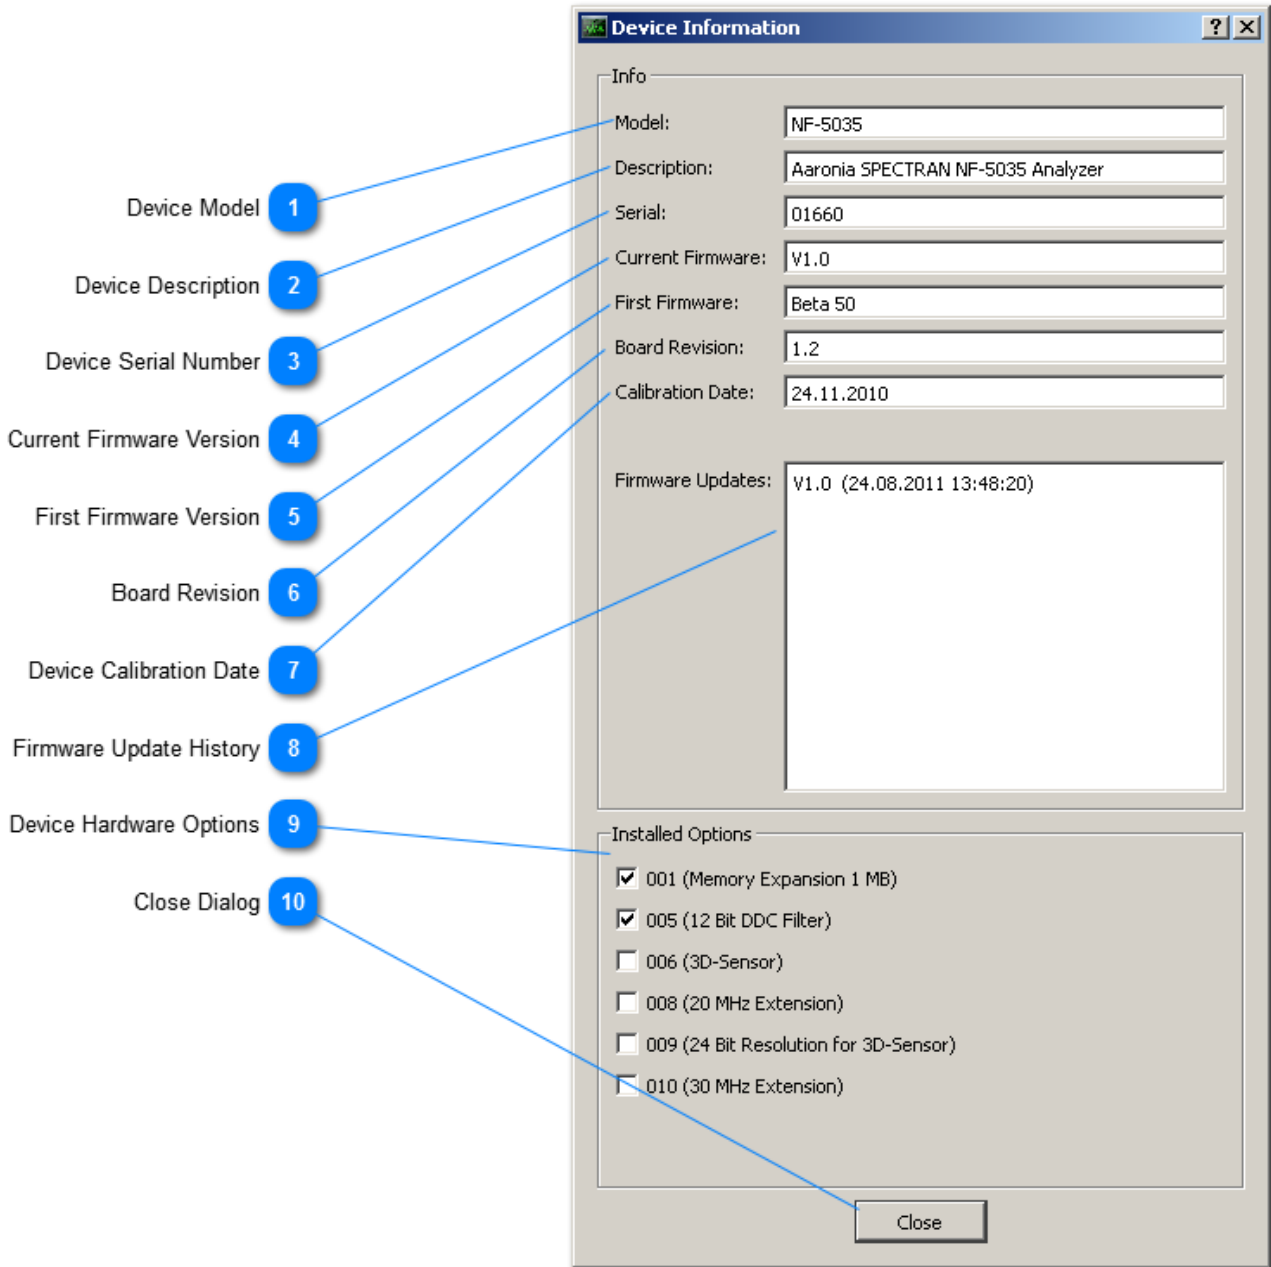 Device Information
Info
Model: NF-5035
Description: Aaronia SPECTRAN NF-5035 Analyzer
Serial: 01660
Current Firmware: V1.0
First Firmware: Beta 50
Board Revision: 1.2
Calibration Date: 24.11.2010
Firmware Updates: V1.0 (24.08.2011 13:48:20)
Installed Options
001 (Memory Expansion 1 MB)
005 (12 Bit DDC Filter)
006 (3D-Sensor)
008 (20 MHz Extension)
009 (24 Bit Resolution for 3D-Sensor)
010 (30 MHz Extension)
Close
Device Model 1
Device Description 2
Device Serial Number 3
Current Firmware Version 4
First Firmware Version 5
Board Revision 6
Device Calibration Date 7
Firmware Update History 8
Device Hardware Options 9
Close Dialog 10